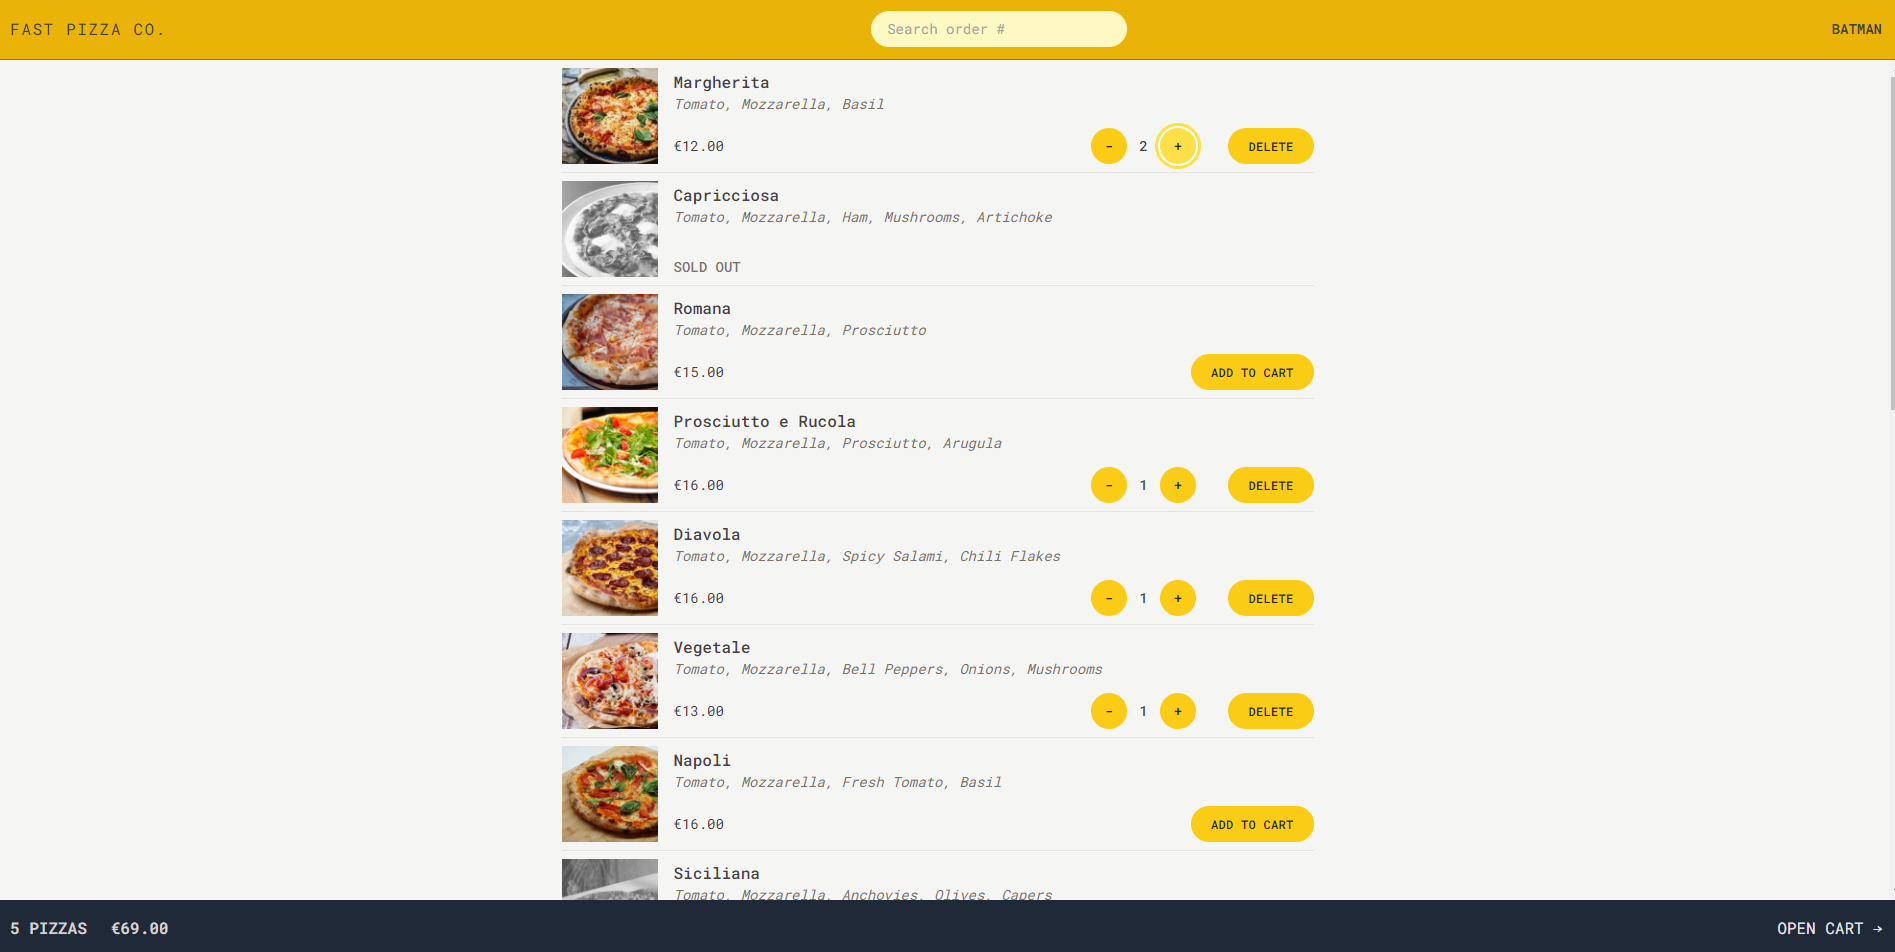 FAST PIZZA CO.
Search order #
BATMAN
Margherita
Tomato, Mozzarella, Basil
€12.00
- 2 + DELETE
Capricciosa
Tomato, Mozzarella, Ham, Mushrooms, Artichoke
SOLD OUT
Romana
Tomato, Mozzarella, Prosciutto
€15.00
ADD TO CART
Prosciutto e Rucola
Tomato, Mozzarella, Prosciutto, Arugula
€16.00
- 1 + DELETE
Diavola
Tomato, Mozzarella, Spicy Salami, Chili Flakes
€16.00
- 1 + DELETE
Vegetale
Tomato, Mozzarella, Bell Peppers, Onions, Mushrooms
€13.00
- 1 + DELETE
Napoli
Tomato, Mozzarella, Fresh Tomato, Basil
€16.00
ADD TO CART
Siciliana
Tomato, Mozzarella, Anchovies, Olives, Capers
5 PIZZAS €69.00
OPEN CART →